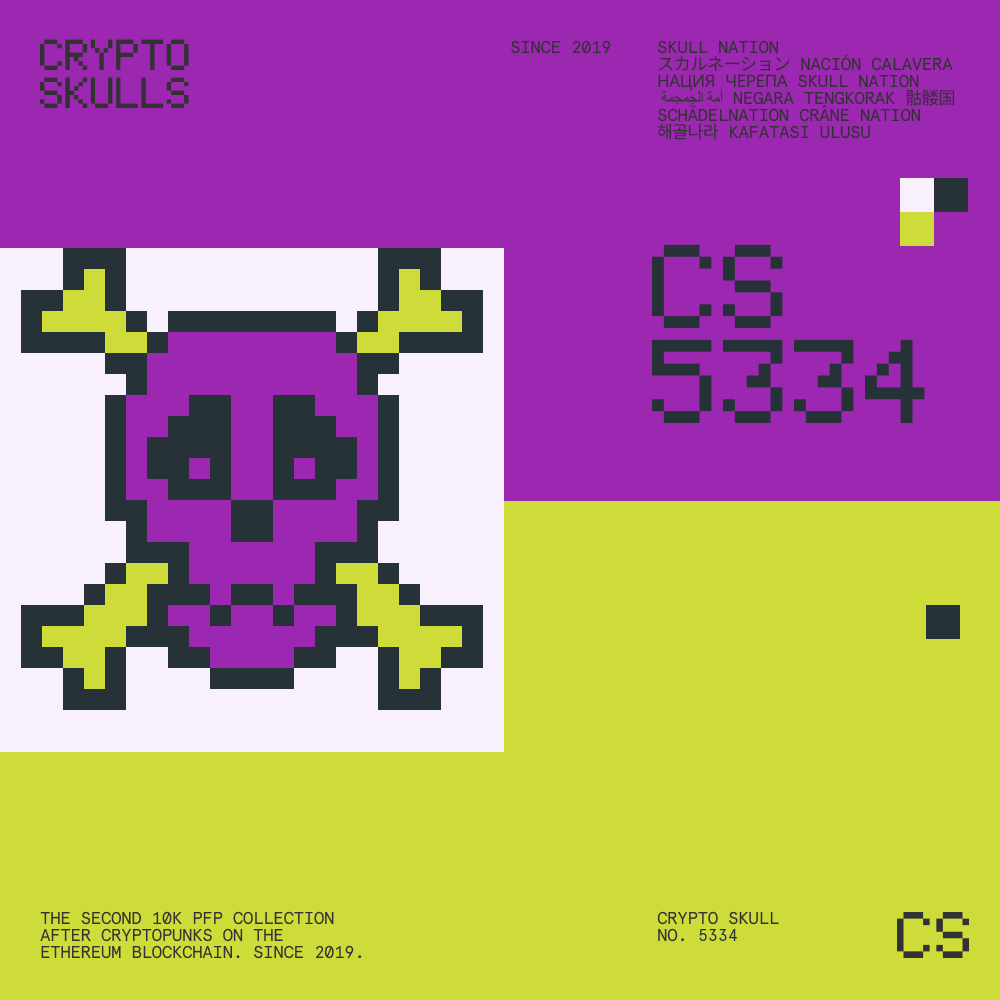 CRYPTO
SKULLS
SINCE 2019
SKULL NATION
スカルネーション NACIÓN CALAVERA
НАЦИЯ ЧЕРЕПА SKULL NATION
أمة الجمجمة NEGARA TENGKORAK 骷髅国
SCHÄDELNATION CRÂNE NATION
해골나라 KAFATASI ULUSU
CS
5334
THE SECOND 10K PFP COLLECTION
AFTER CRYPTOPUNKS ON THE
ETHEREUM BLOCKCHAIN. SINCE 2019.
CRYPTO SKULL
NO. 5334
CS